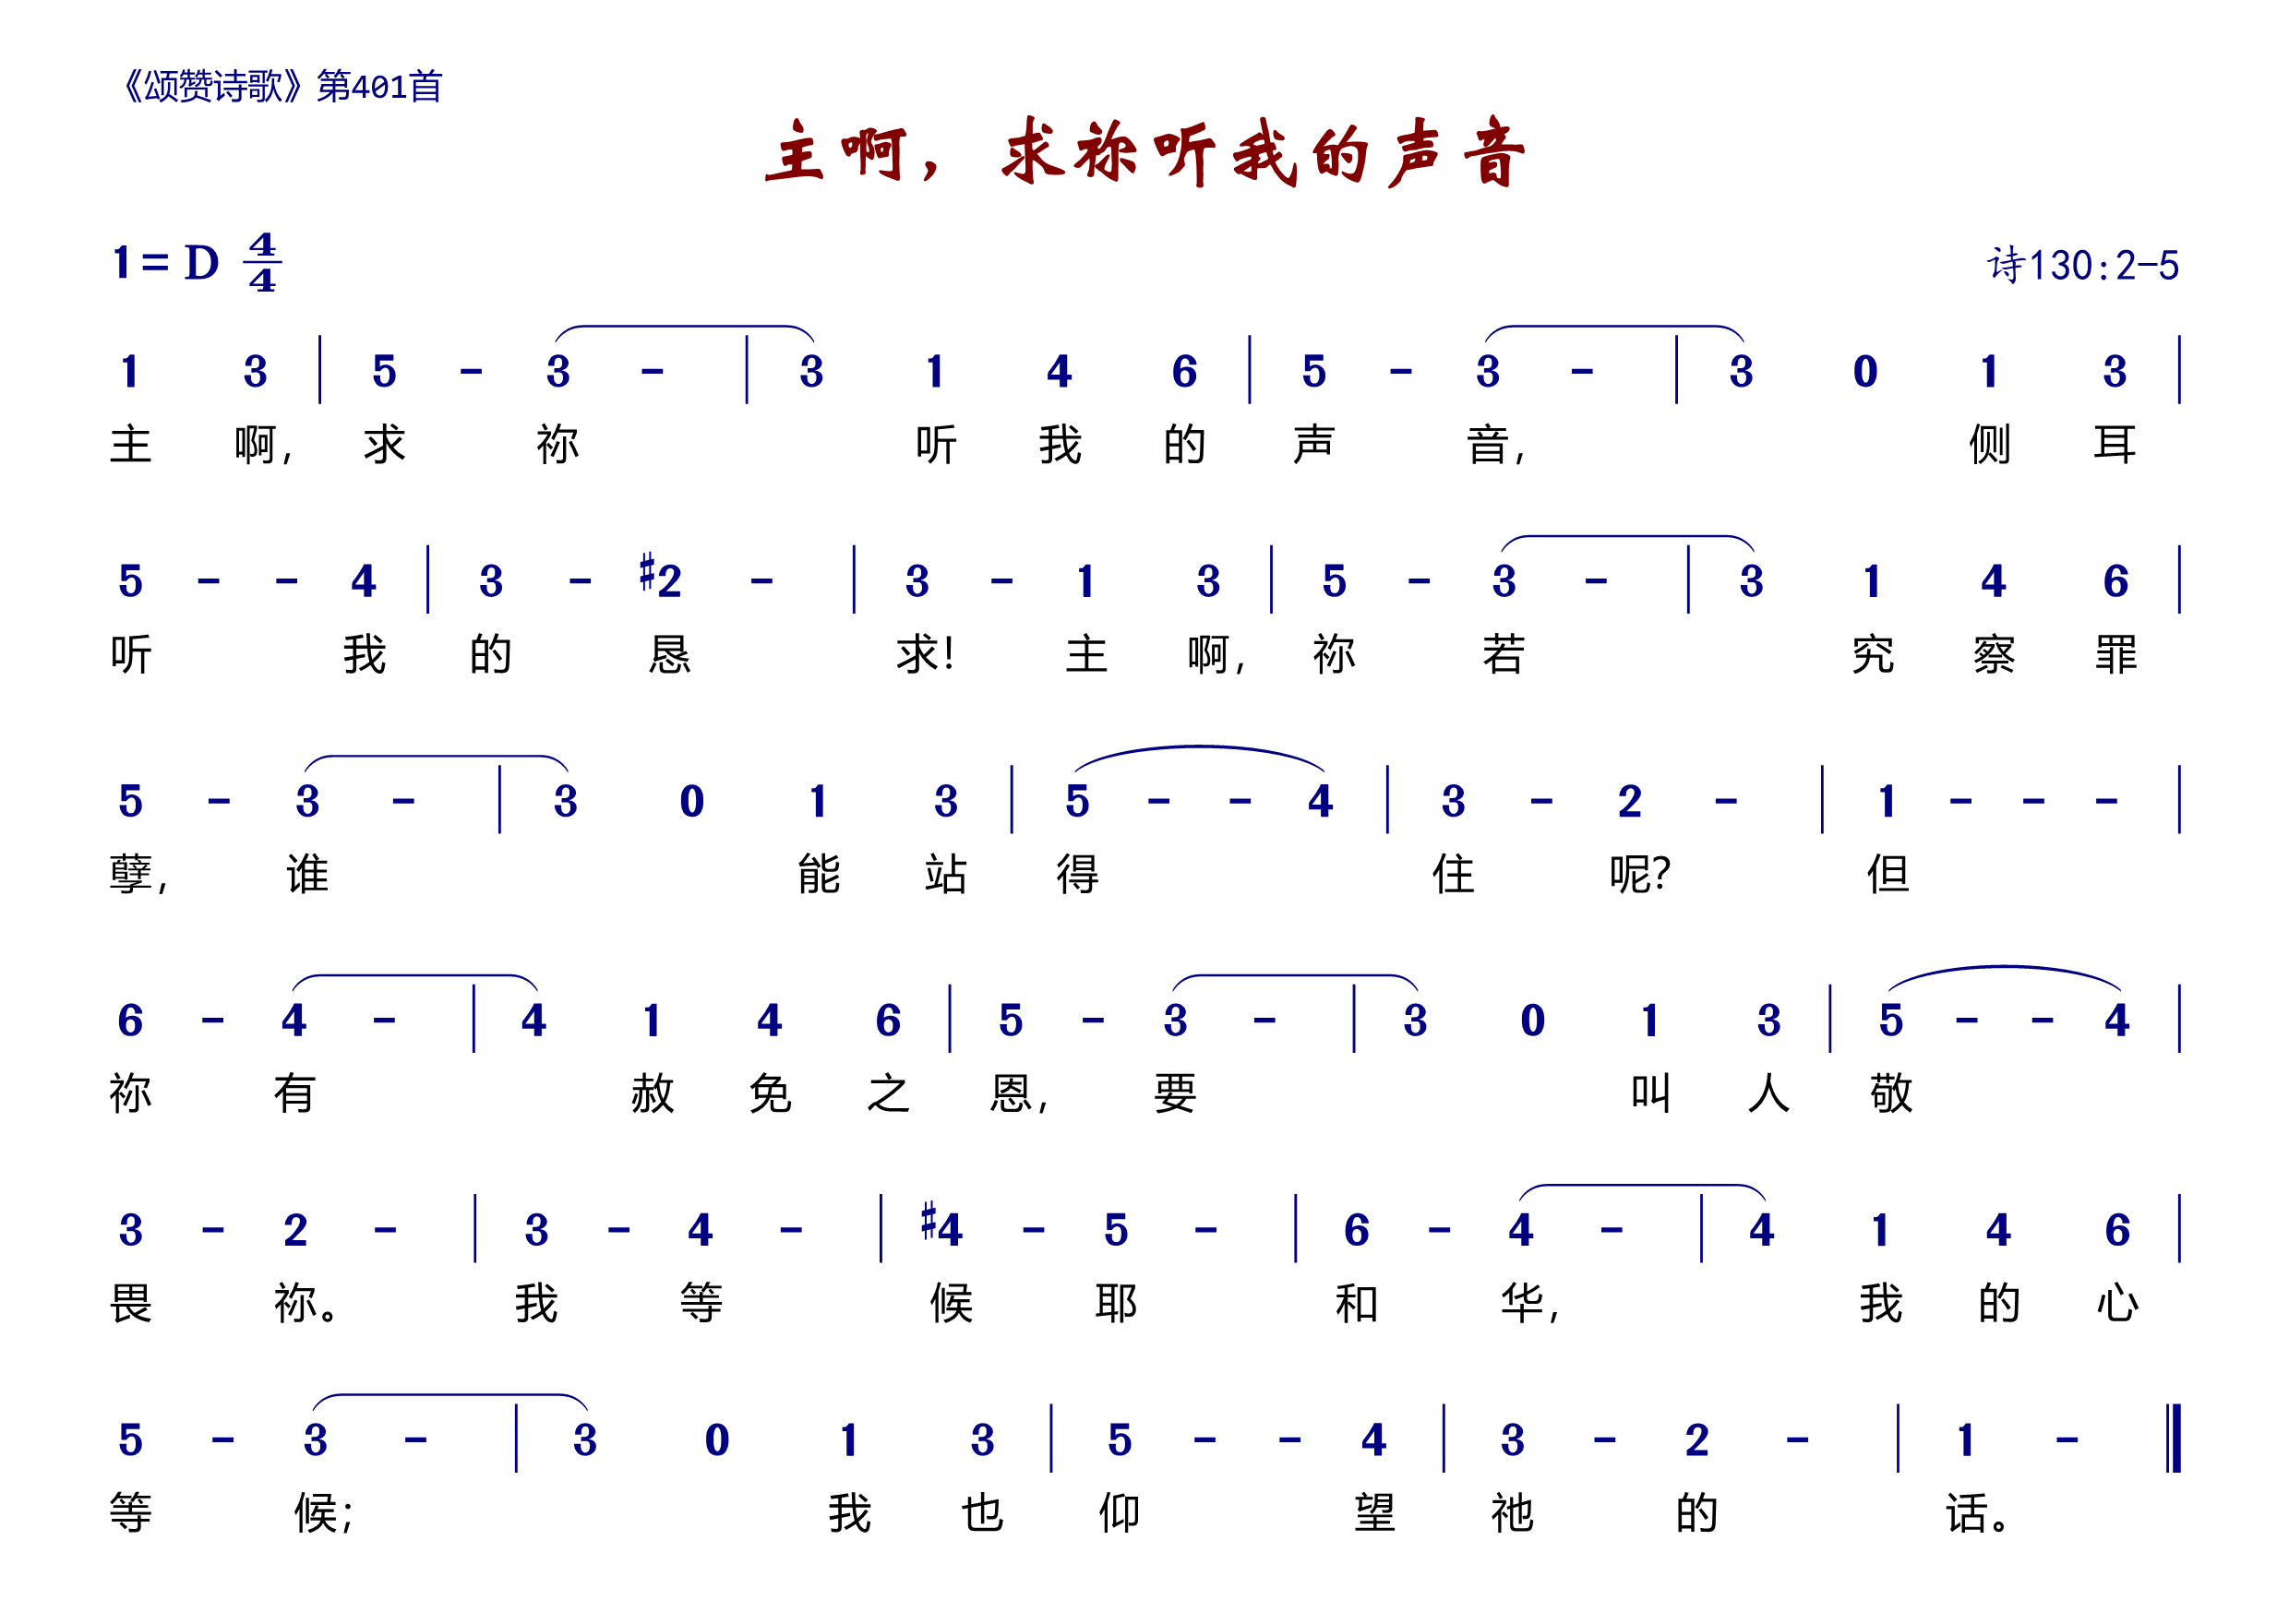 《颂赞诗歌》第401首
主啊，求祢听我的声音
1=D 4/4
诗130:2-5
1 3 | 5 - 3 - | 3 1 4 6 | 5 - 3 - | 3 0 1 3 |
主 啊, 求 祢 听 我 的 声 音, 侧 耳
5 - - 4 | 3 - #2 - | 3 - 1 3 | 5 - 3 - | 3 1 4 6 |
听 我 的 恳 求! 主 啊, 祢 若 究 察 罪
5 - 3 - | 3 0 1 3 | 5 - - 4 | 3 - 2 - | 1 - - - |
孽, 谁 能 站 得 住 呢? 但
6 - 4 - | 4 1 4 6 | 5 - 3 - | 3 0 1 3 | 5 - - 4 |
祢 有 赦 免 之 恩, 要 叫 人 敬
3 - 2 - | 3 - 4 - | #4 - 5 - | 6 - 4 - | 4 1 4 6 |
畏 祢。 我 等 候 耶 和 华, 我 的 心
5 - 3 - | 3 0 1 3 | 5 - - 4 | 3 - 2 - | 1 - ‖
等 候; 我 也 仰 望 祂 的 话。